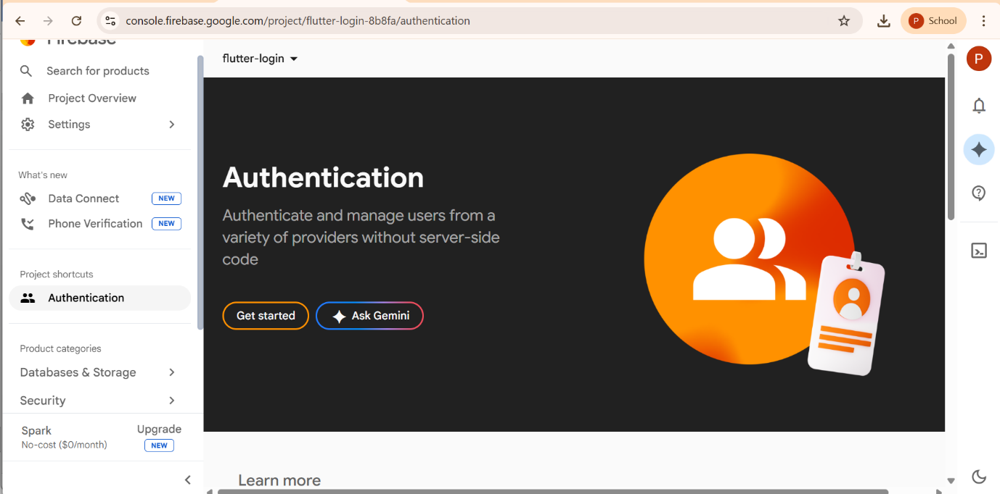 console.firebase.google.com/project/flutter-login-8b8fa/authentication
P School
Firebase
Search for products
Project Overview
Settings
What's new
Data Connect NEW
Phone Verification NEW
Project shortcuts
Authentication
Product categories
Databases & Storage
Security
Spark
No-cost ($0/month)
Upgrade
NEW
flutter-login
Authentication
Authenticate and manage users from a
variety of providers without server-side
code
Get started Ask Gemini
Learn more
P